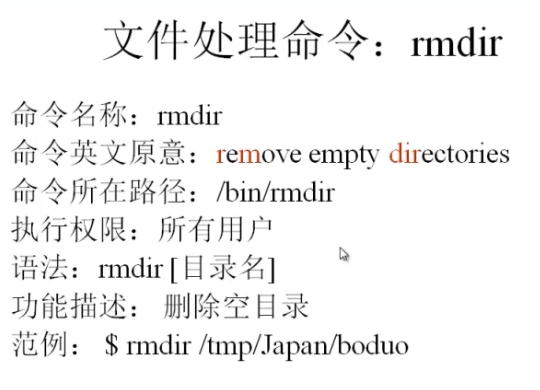 文件处理命令：rmdir
命令名称：rmdir
命令英文原意：remove empty directories
命令所在路径：/bin/rmdir
执行权限：所有用户
语法：rmdir [目录名]
功能描述： 删除空目录
范例： $ rmdir /tmp/Japan/boduo